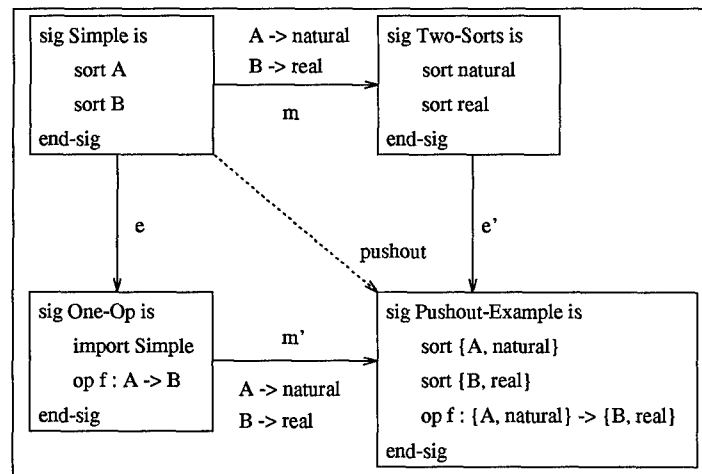 sig Simple is
sort A
sort B
end-sig
A -> natural
B -> real
m
sig Two-Sorts is
sort natural
sort real
end-sig
e
pushout
e'
sig One-Op is
import Simple
op f : A -> B
end-sig
m'
A -> natural
B -> real
sig Pushout-Example is
sort {A, natural}
sort {B, real}
op f : {A, natural} -> {B, real}
end-sig